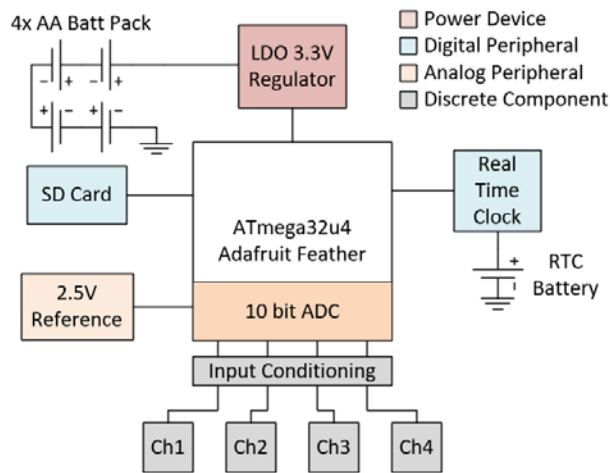 4x AA Batt Pack
Power Device
Digital Peripheral
Analog Peripheral
Discrete Component
LDO 3.3V
Regulator
− + − +
+ − + −
SD Card
ATmega32u4
Adafruit Feather
Real
Time
Clock
+
−
RTC
Battery
2.5V
Reference
10 bit ADC
Input Conditioning
Ch1 Ch2 Ch3 Ch4